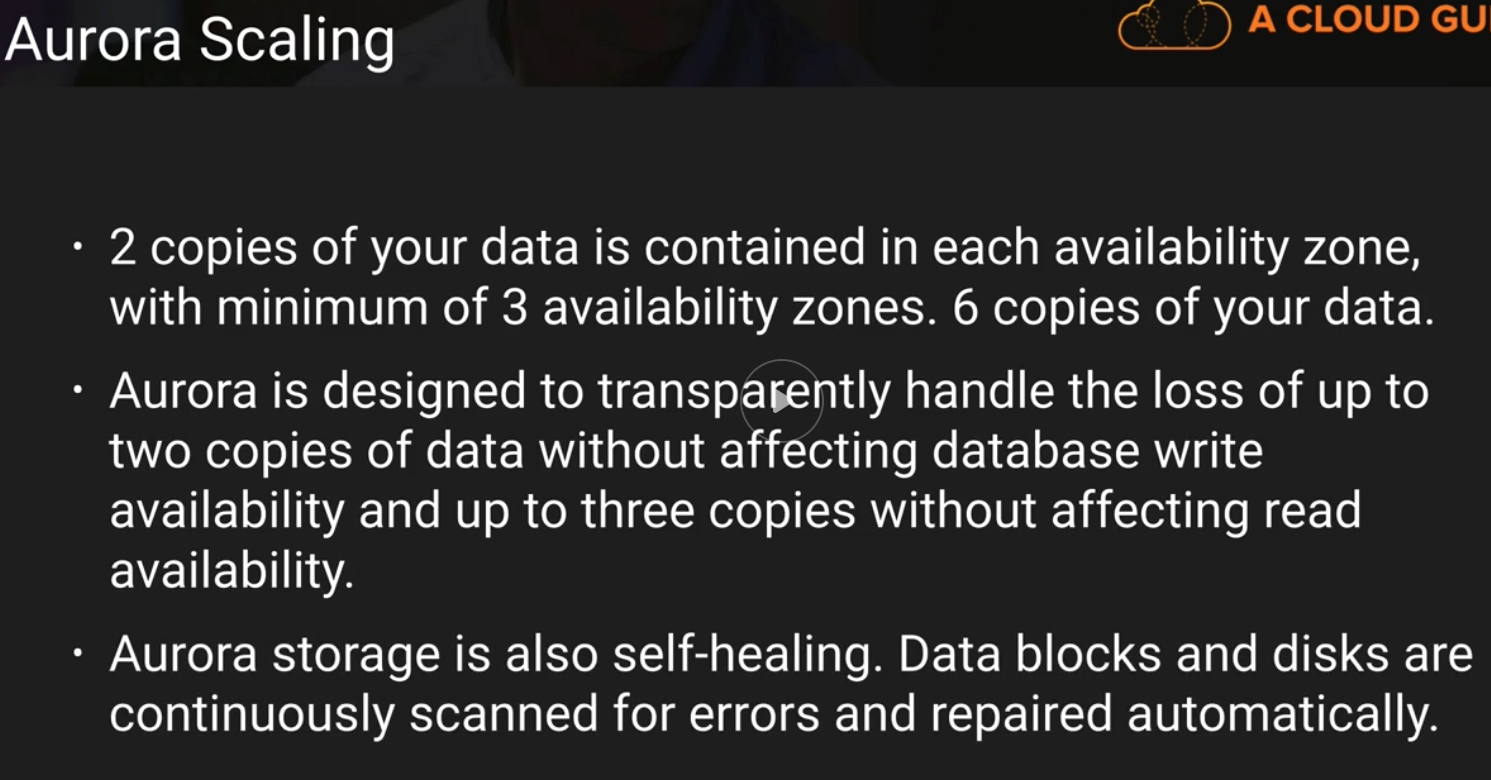 Aurora Scaling
A CLOUD GU
• 2 copies of your data is contained in each availability zone,
with minimum of 3 availability zones. 6 copies of your data.
• Aurora is designed to transparently handle the loss of up to
two copies of data without affecting database write
availability and up to three copies without affecting read
availability.
• Aurora storage is also self-healing. Data blocks and disks are
continuously scanned for errors and repaired automatically.